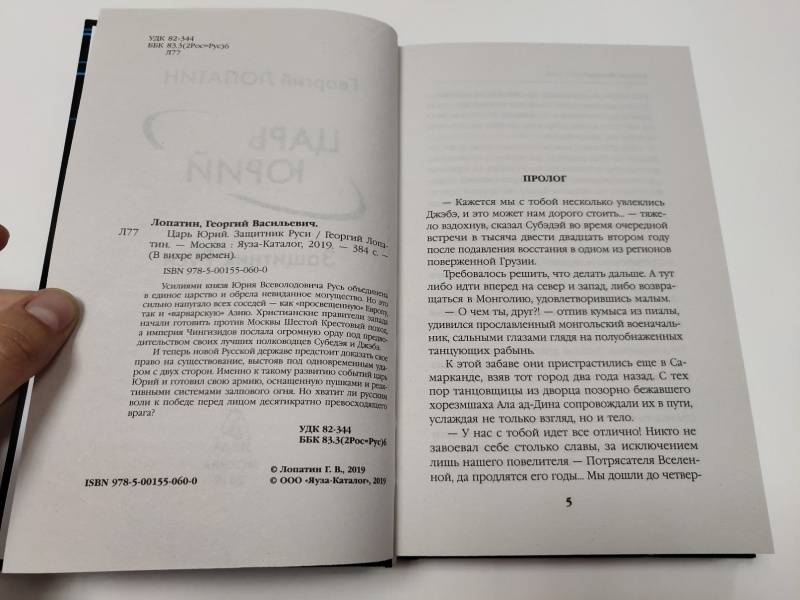 УДК 82-344
ББК 83.3(2Рос=Рус)6
Л77
Лопатин, Георгий Васильевич.
Л77 Царь Юрий. Защитник Руси / Георгий Лопа-
тин. — Москва : Яуза-Каталог, 2019. — 384 с. —
(В вихре времен).
ISBN 978-5-00155-060-0
Усилиями князя Юрия Всеволодовича Русь объединена
в единое царство и обрела невиданное могущество. Но это
сильно напугало всех соседей — как «просвещенную» Европу,
так и «варварскую» Азию. Христианские правители запада
начали готовить против Москвы Шестой Крестовый поход,
а империя Чингизидов послала огромную орду под предво-
дительством своих лучших полководцев Субедэя и Джэбэ.
И теперь новой Русской державе предстоит доказать свое
право на существование, выстояв под одновременным уда-
ром с двух сторон. Именно к такому развитию событий царь
Юрий и готовил свою армию, оснащенную пушками и реак-
тивными системами залпового огня. Но хватит ли русским
воли к победе перед лицом десятикратно превосходящего
врага?
УДК 82-344
ББК 83.3(2Рос=Рус)6
© Лопатин Г. В., 2019
ISBN 978-5-00155-060-0 © ООО «Яуза-Каталог», 2019
ПРОЛОГ
— Кажется мы с тобой несколько увлеклись
Джэбэ, и это может нам дорого стоить... — тяже-
ло вздохнув, сказал Субэдэй во время очередной
встречи в тысяча двести двадцать втором году
после подавления восстания в одном из регионов
поверженной Грузии.
Требовалось решить, что делать дальше. А тут
либо идти вперед на север и запад, либо возвра-
щаться в Монголию, удовлетворившись малым.
— О чем ты, друг?! — отпив кумыса из пиалы,
удивился прославленный монгольский военачаль-
ник, сальными глазами глядя на полуобнаженных
танцующих рабынь.
К этой забаве они пристрастились еще в Са-
марканде, взяв тот город два года назад. С тех
пор танцовщицы из дворца позорно бежавшего
хорезмшаха Ала ад-Дина сопровождали их в пути,
услаждая не только взгляд, но и тело.
— У нас с тобой идет все отлично! Никто не
завоевал себе столько славы, за исключением
лишь нашего повелителя — Потрясателя Вселен-
ной, да продлятся его годы... Мы дошли до четвер-
5